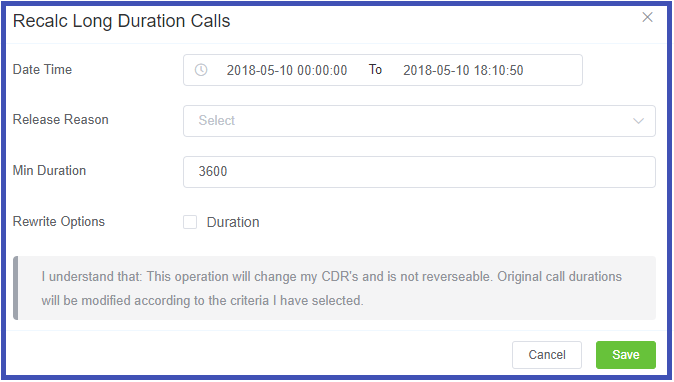 Recalc Long Duration Calls
Date Time
2018-05-10 00:00:00 To 2018-05-10 18:10:50
Release Reason
Select
Min Duration
3600
Rewrite Options
Duration
I understand that: This operation will change my CDR's and is not reverseable. Original call durations
will be modified according to the criteria I have selected.
Cancel
Save